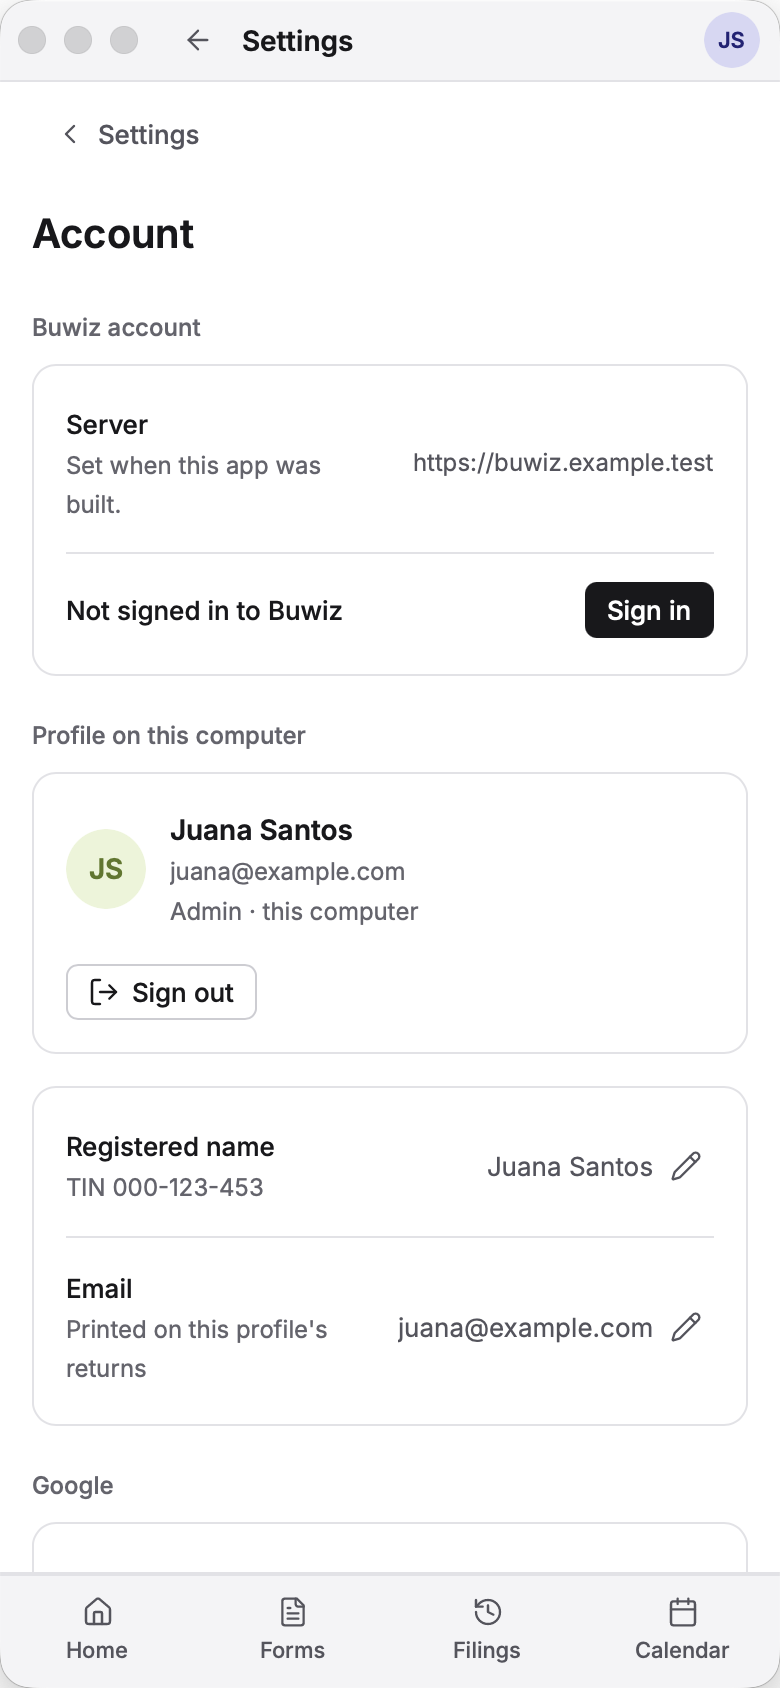 Settings
JS
Settings
Account
Buwiz account
Server
Set when this app was
built.
https://buwiz.example.test
Not signed in to Buwiz
Sign in
Profile on this computer
JS
Juana Santos
juana@example.com
Admin · this computer
Sign out
Registered name
TIN 000-123-453
Juana Santos
Email
Printed on this profile's
returns
juana@example.com
Google
Home
Forms
Filings
Calendar